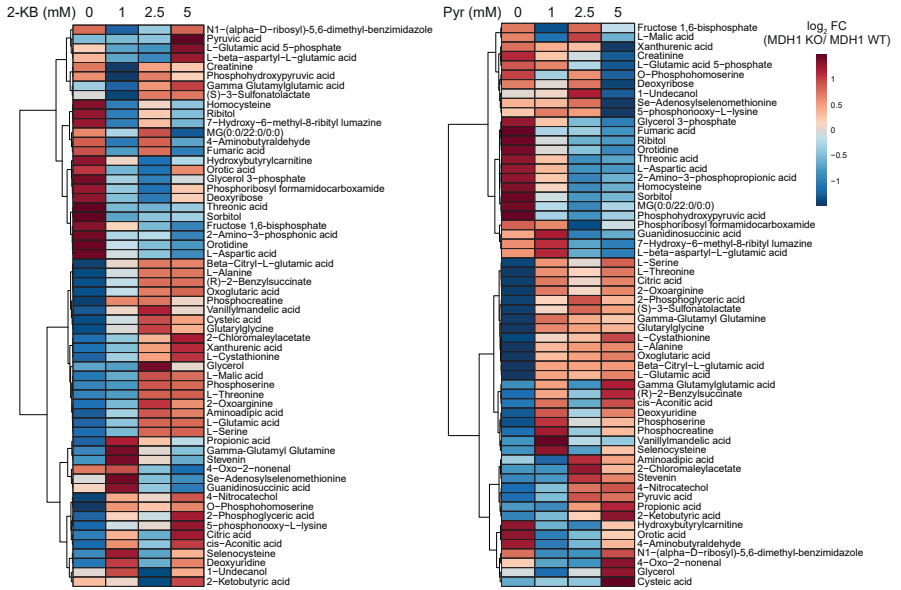 2-KB (mM) 0 1 2.5 5
N1−(alpha−D−ribosyl)-5,6-dimethyl-benzimidazole
Pyruvic acid
L−Glutamic acid 5−phosphate
L−beta−aspartyl−L−glutamic acid
Creatinine
Phosphohydroxypyruvic acid
Gamma Glutamylglutamic acid
(S)−3−Sulfonatolactate
Homocysteine
Ribitol
7−Hydroxy−6−methyl-8-ribityl lumazine
MG(0:0/22:0/0:0)
4−Aminobutyraldehyde
Fumaric acid
Hydroxybutyrylcarnitine
Orotic acid
Glycerol 3−phosphate
Phosphoribosyl formamidocarboxamide
Deoxyribose
Threonic acid
Sorbitol
Fructose 1,6-bisphosphate
2−Amino−3−phosphonic acid
Orotidine
L−Aspartic acid
Beta−Citryl−L−glutamic acid
L−Alanine
(R)−2−Benzylsuccinate
Oxoglutaric acid
Phosphocreatine
Vanillylmandelic acid
Cysteic acid
Glutarylglycine
2−Chloromaleylacetate
Xanthurenic acid
L−Cystathionine
Glycerol
L−Malic acid
Phosphoserine
L−Threonine
2−Oxoarginine
Aminoadipic acid
L−Glutamic acid
L−Serine
Propionic acid
Gamma−Glutamyl Glutamine
Stevenin
4−Oxo−2−nonenal
Se−Adenosylselenomethionine
Guanidinosuccinic acid
4−Nitrocatechol
O−Phosphohomoserine
2−Phosphoglyceric acid
5−phosphonooxy−L−lysine
Citric acid
cis−Aconitic acid
Selenocysteine
Deoxyuridine
1−Undecanol
2−Ketobutyric acid
Pyr (mM) 0 1 2.5 5
Fructose 1,6-bisphosphate
L−Malic acid
Xanthurenic acid
Creatinine
L−Glutamic acid 5−phosphate
O−Phosphohomoserine
Deoxyribose
1−Undecanol
Se−Adenosylselenomethionine
5−phosphonooxy−L−lysine
Glycerol 3−phosphate
Fumaric acid
Ribitol
Orotidine
Threonic acid
L−Aspartic acid
2−Amino−3−phosphopropionic acid
Homocysteine
Sorbitol
MG(0:0/22:0/0:0)
Phosphohydroxypyruvic acid
Phosphoribosyl formamidocarboxamide
Guanidinosuccinic acid
7−Hydroxy−6−methyl-8-ribityl lumazine
L−beta−aspartyl−L−glutamic acid
L−Serine
L−Threonine
Citric acid
2−Oxoarginine
2−Phosphoglyceric acid
(S)−3−Sulfonatolactate
Gamma-Glutamyl Glutamine
Glutarylglycine
L−Cystathionine
L−Alanine
Oxoglutaric acid
Beta−Citryl−L−glutamic acid
L−Glutamic acid
Gamma Glutamylglutamic acid
(R)−2−Benzylsuccinate
cis−Aconitic acid
Deoxyuridine
Phosphoserine
Phosphocreatine
Vanillylmandelic acid
Selenocysteine
Aminoadipic acid
2−Chloromaleylacetate
Stevenin
4−Nitrocatechol
Pyruvic acid
Propionic acid
2−Ketobutyric acid
Hydroxybutyrylcarnitine
Orotic acid
4−Aminobutyraldehyde
N1−(alpha−D−ribosyl)−5,6−dimethyl−benzimidazole
4−Oxo−2−nonenal
Glycerol
Cysteic acid
log2 FC
(MDH1 KO/ MDH1 WT)
1
0.5
0
−0.5
−1